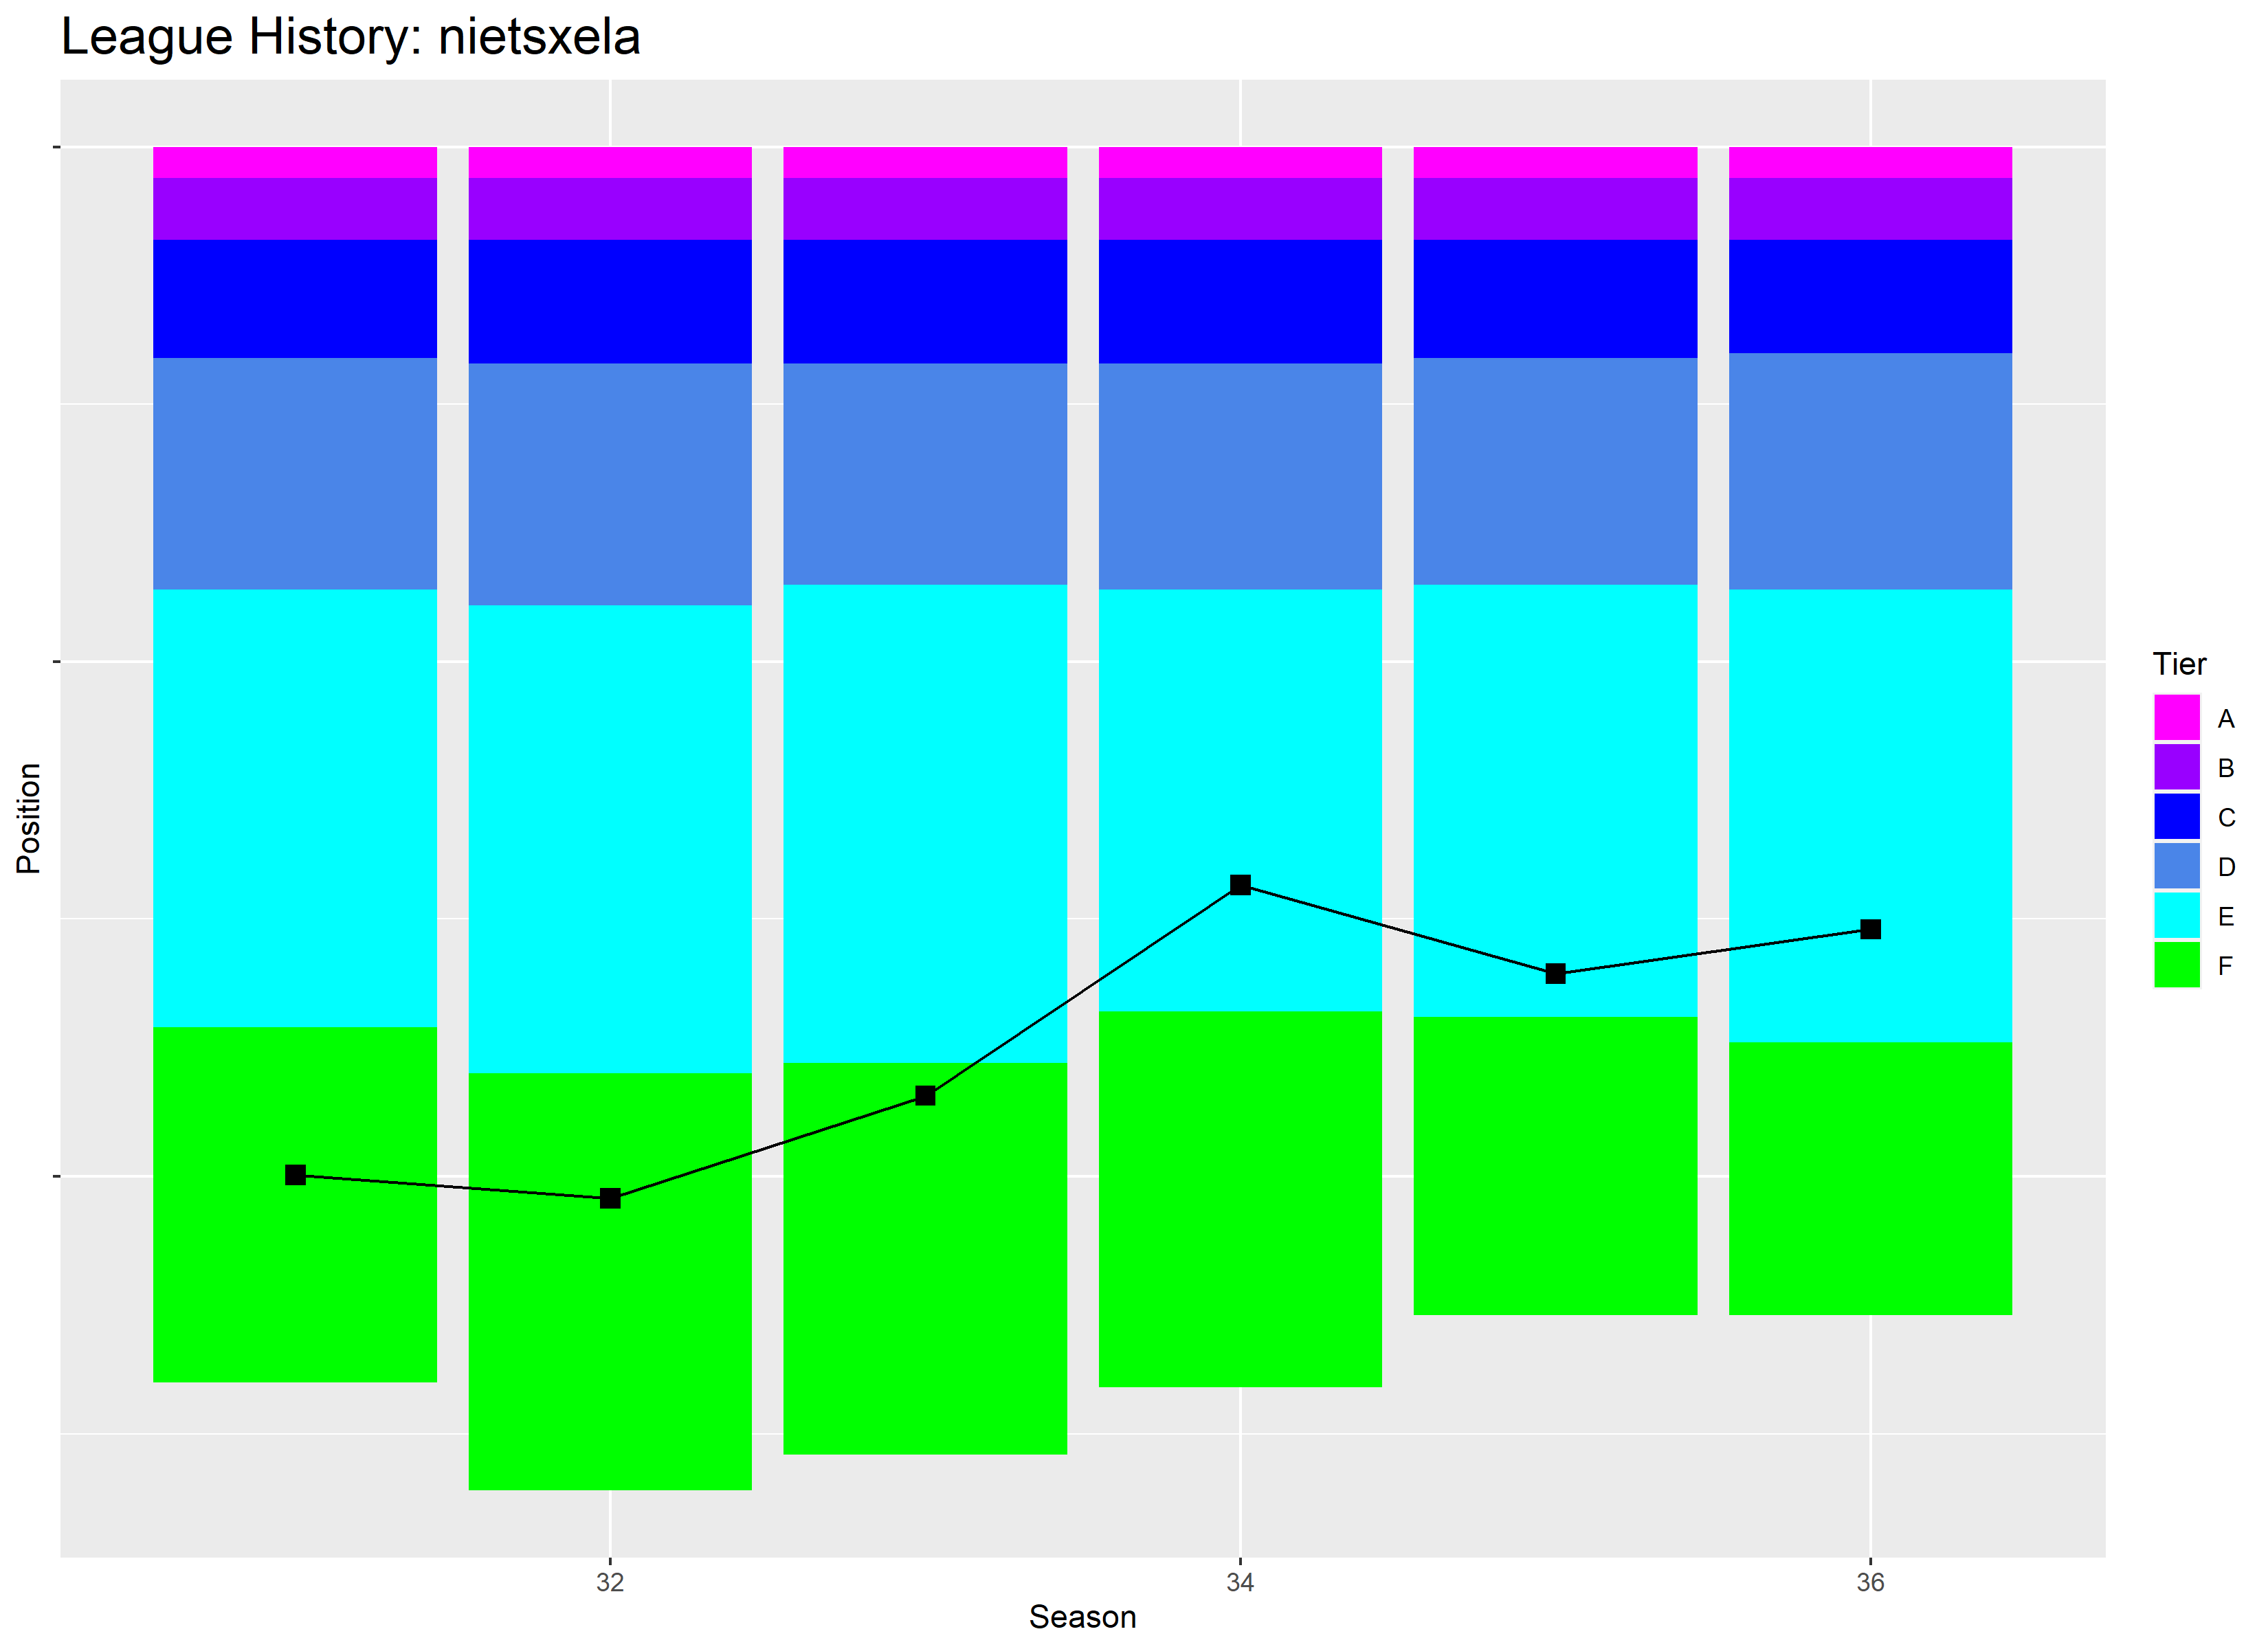 League History: nietsxela
Position
Tier
A
B
C
D
E
F
32
34
36
Season